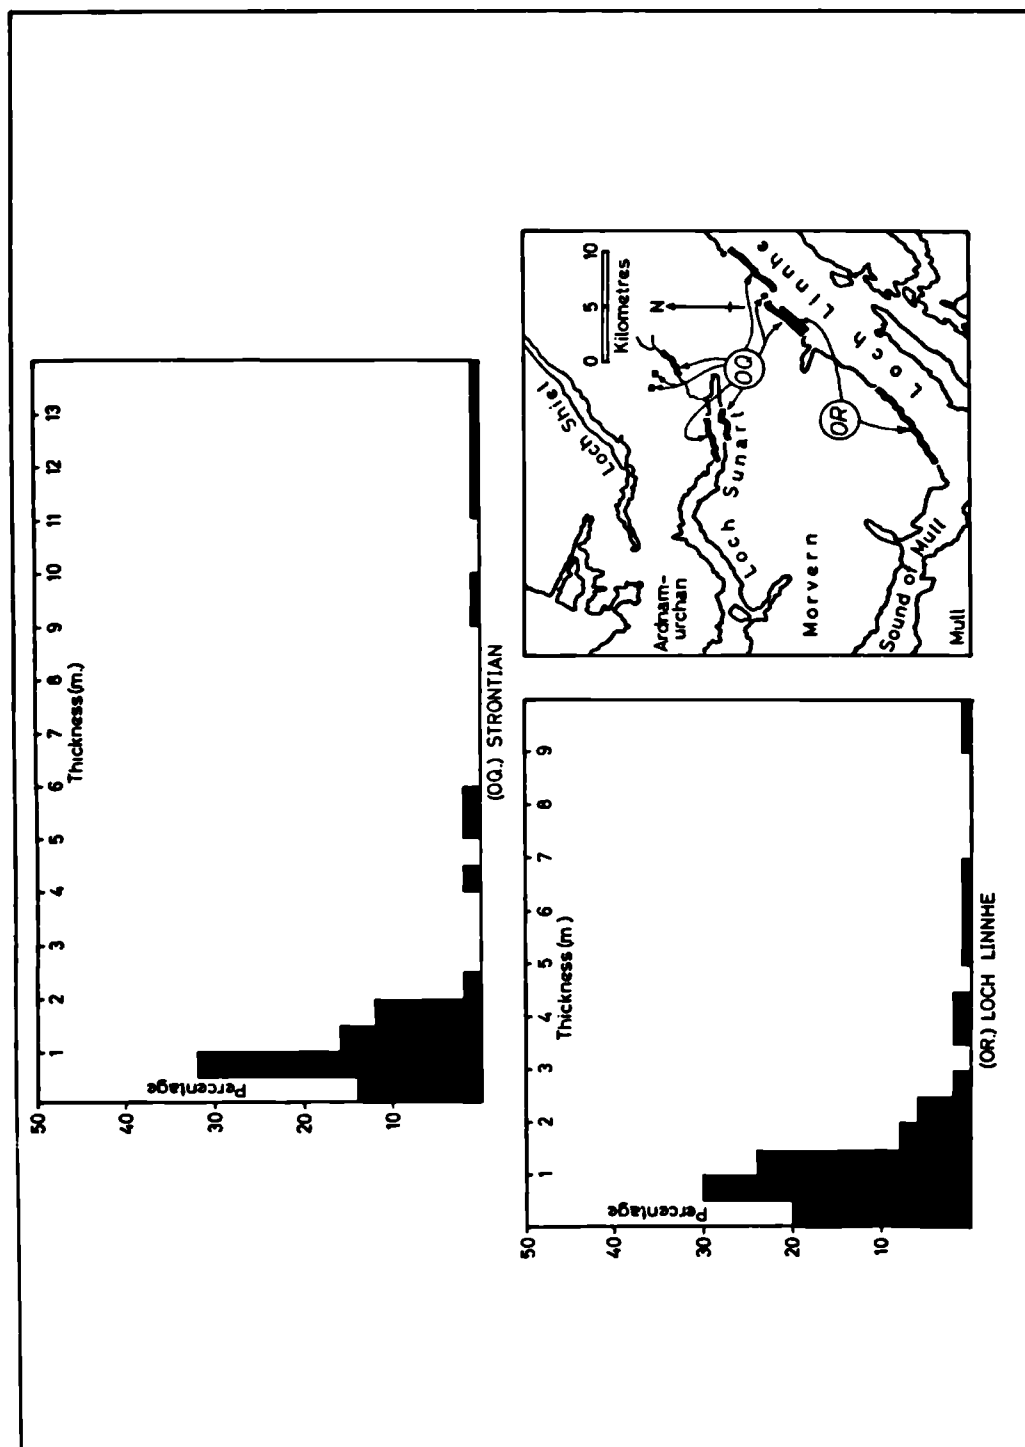 50
40
30
20
10
Percentage
1
2
3
4
5
6
7
8
9
10
11
12
13
Thickness (m.)
(OQ.) STRONTIAN
50
40
30
20
10
Percentage
1
2
3
4
5
6
7
8
9
Thickness (m)
(OR.) LOCH LINNHE
Loch Shiel
0 5 10
Kilometres
N
Ardnam-
urchan
Loch Sunart
OQ
Morvern
OR
Loch Linnhe
Sound of Mull
Mull